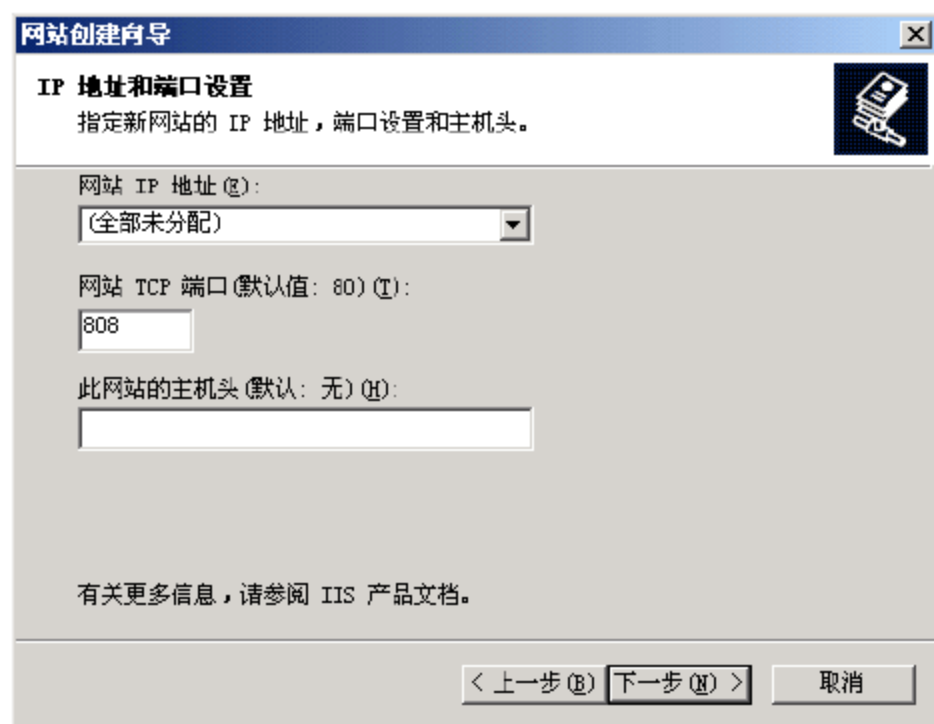 网站创建向导
IP 地址和端口设置
指定新网站的 IP 地址，端口设置和主机头。
网站 IP 地址(E):
(全部未分配)
网站 TCP 端口(默认值: 80)(T):
808
此网站的主机头(默认: 无)(H):
有关更多信息，请参阅 IIS 产品文档。
< 上一步(B) 下一步(N) > 取消